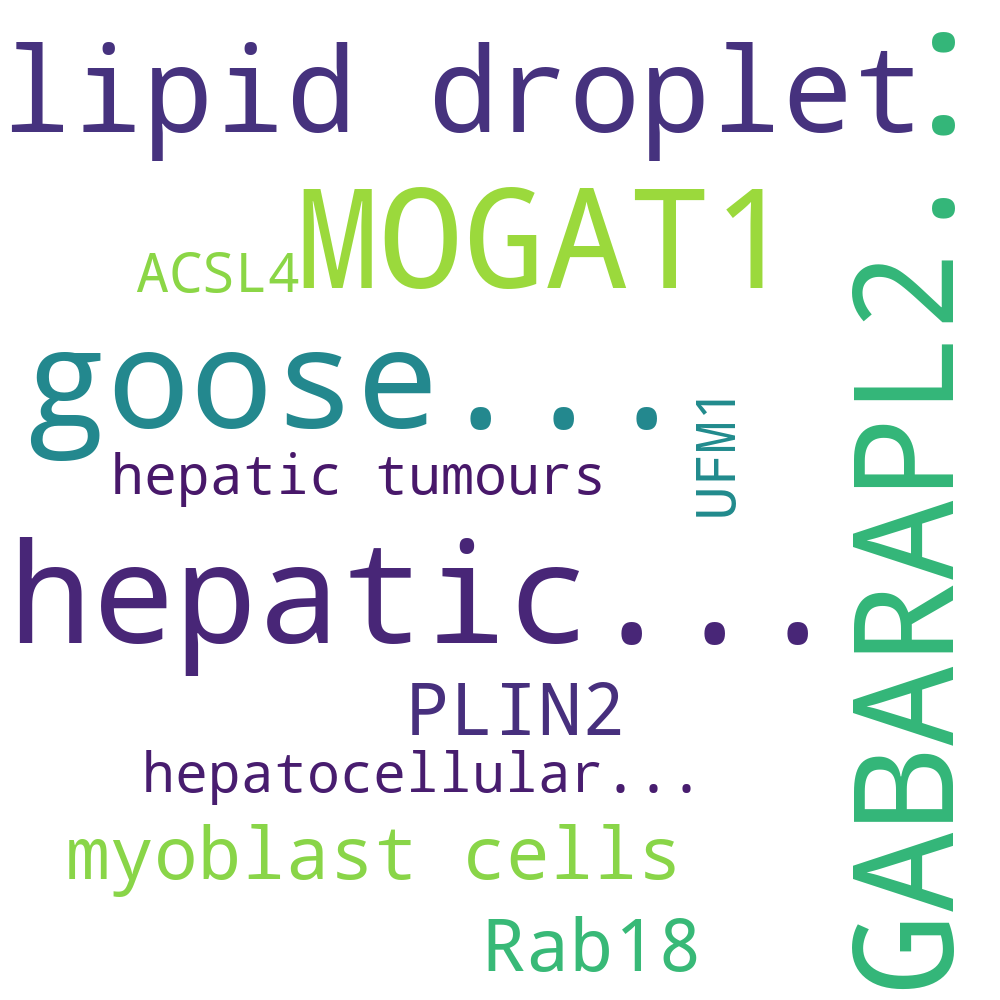 lipid droplet
MOGAT1
ACSL4
goose...
UFM1
hepatic tumours
hepatic...
PLIN2
hepatocellular...
myoblast cells
Rab18
GABARAPL2...